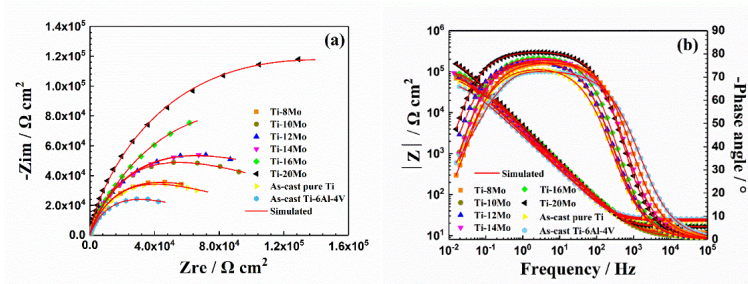 (a)
1.4x10⁵
1.2x10⁵
1.0x10⁵
8.0x10⁴
6.0x10⁴
4.0x10⁴
2.0x10⁴
0.0
-Zim / Ω cm²
0.0 4.0x10⁴ 8.0x10⁴ 1.2x10⁵ 1.6x10⁵
Zre / Ω cm²
Ti-8Mo
Ti-10Mo
Ti-12Mo
Ti-14Mo
Ti-16Mo
Ti-20Mo
As-cast pure Ti
As-cast Ti-6Al-4V
Simulated
(b)
10⁶
10⁵
10⁴
10³
10²
10¹
|Z| / Ω cm²
Simulated
Ti-8Mo Ti-16Mo
Ti-10Mo Ti-20Mo
Ti-12Mo As-cast pure Ti
Ti-14Mo As-cast Ti-6Al-4V
10⁻² 10⁻¹ 10⁰ 10¹ 10² 10³ 10⁴ 10⁵
Frequency / Hz
90
80
70
60
50
40
30
20
10
0
-Phase angle / °